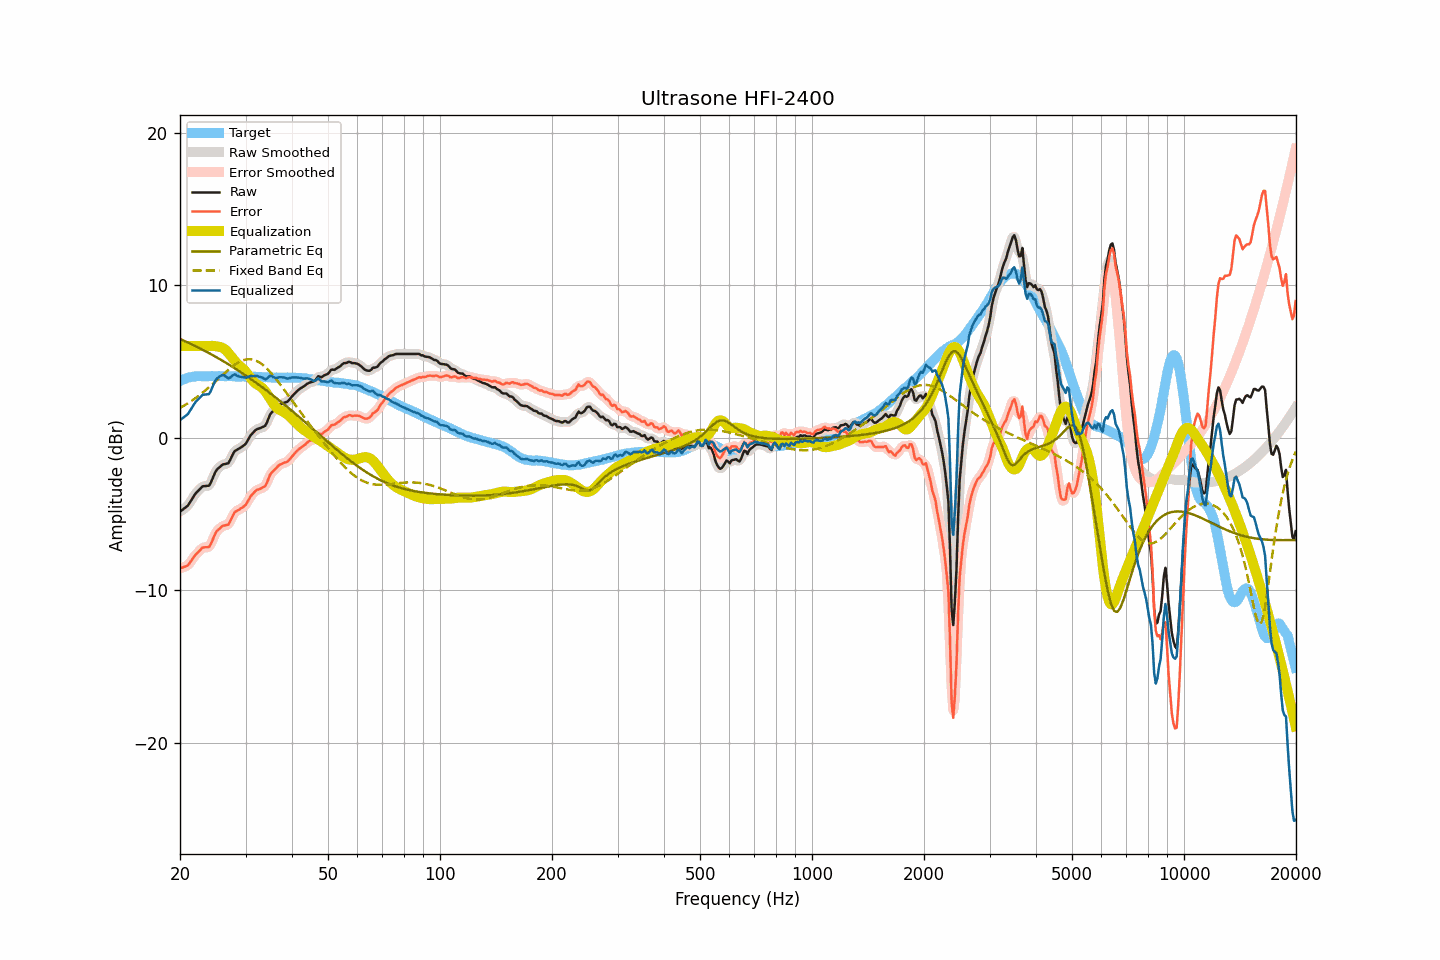 Ultrasone HFI-2400
Target
Raw Smoothed
Error Smoothed
Raw
Error
Equalization
Parametric Eq
Fixed Band Eq
Equalized
20
10
0
−10
−20
Amplitude (dBr)
20 50 100 200 500 1000 2000 5000 10000 20000
Frequency (Hz)